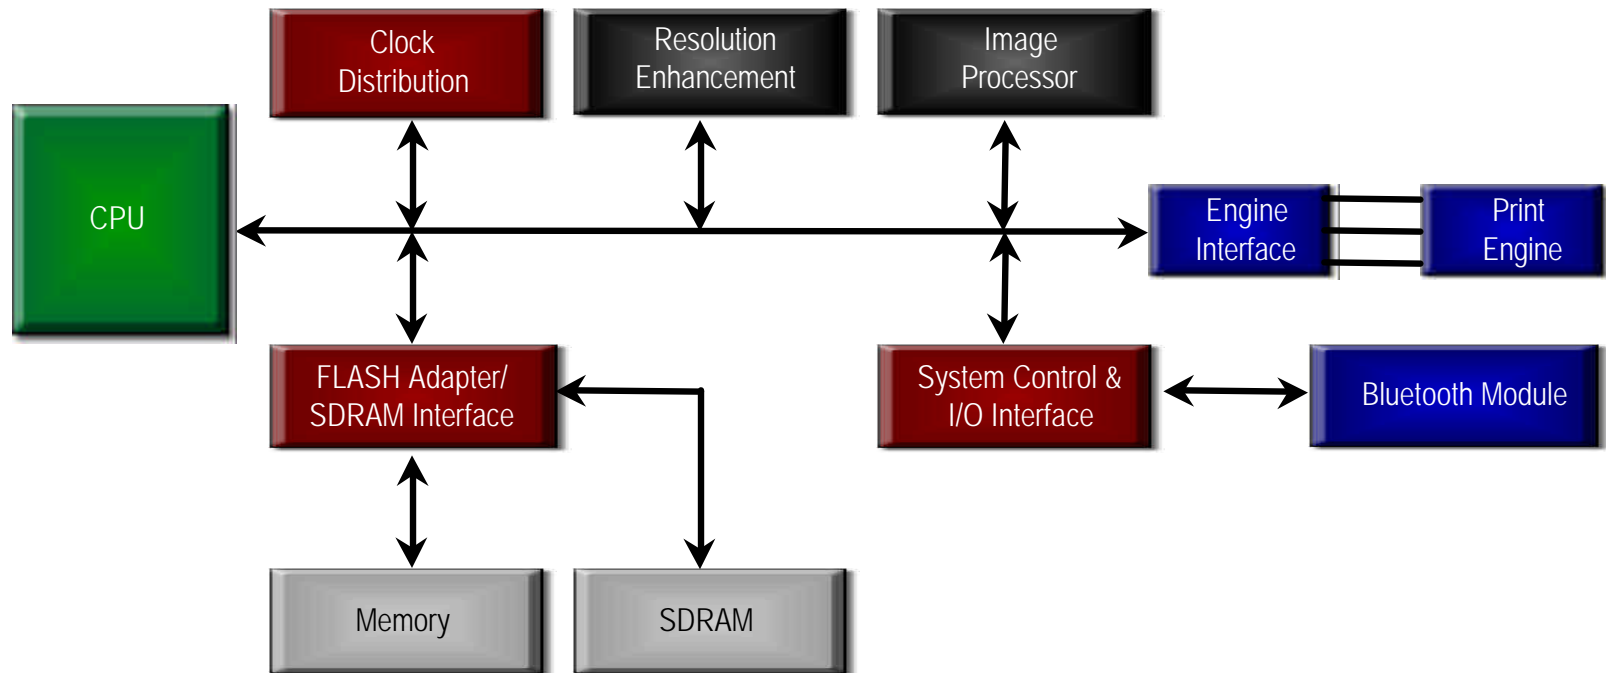 Clock
Distribution
Resolution
Enhancement
Image
Processor
CPU
Engine
Interface
Print
Engine
FLASH Adapter/
SDRAM Interface
System Control &
I/O Interface
Bluetooth Module
Memory
SDRAM